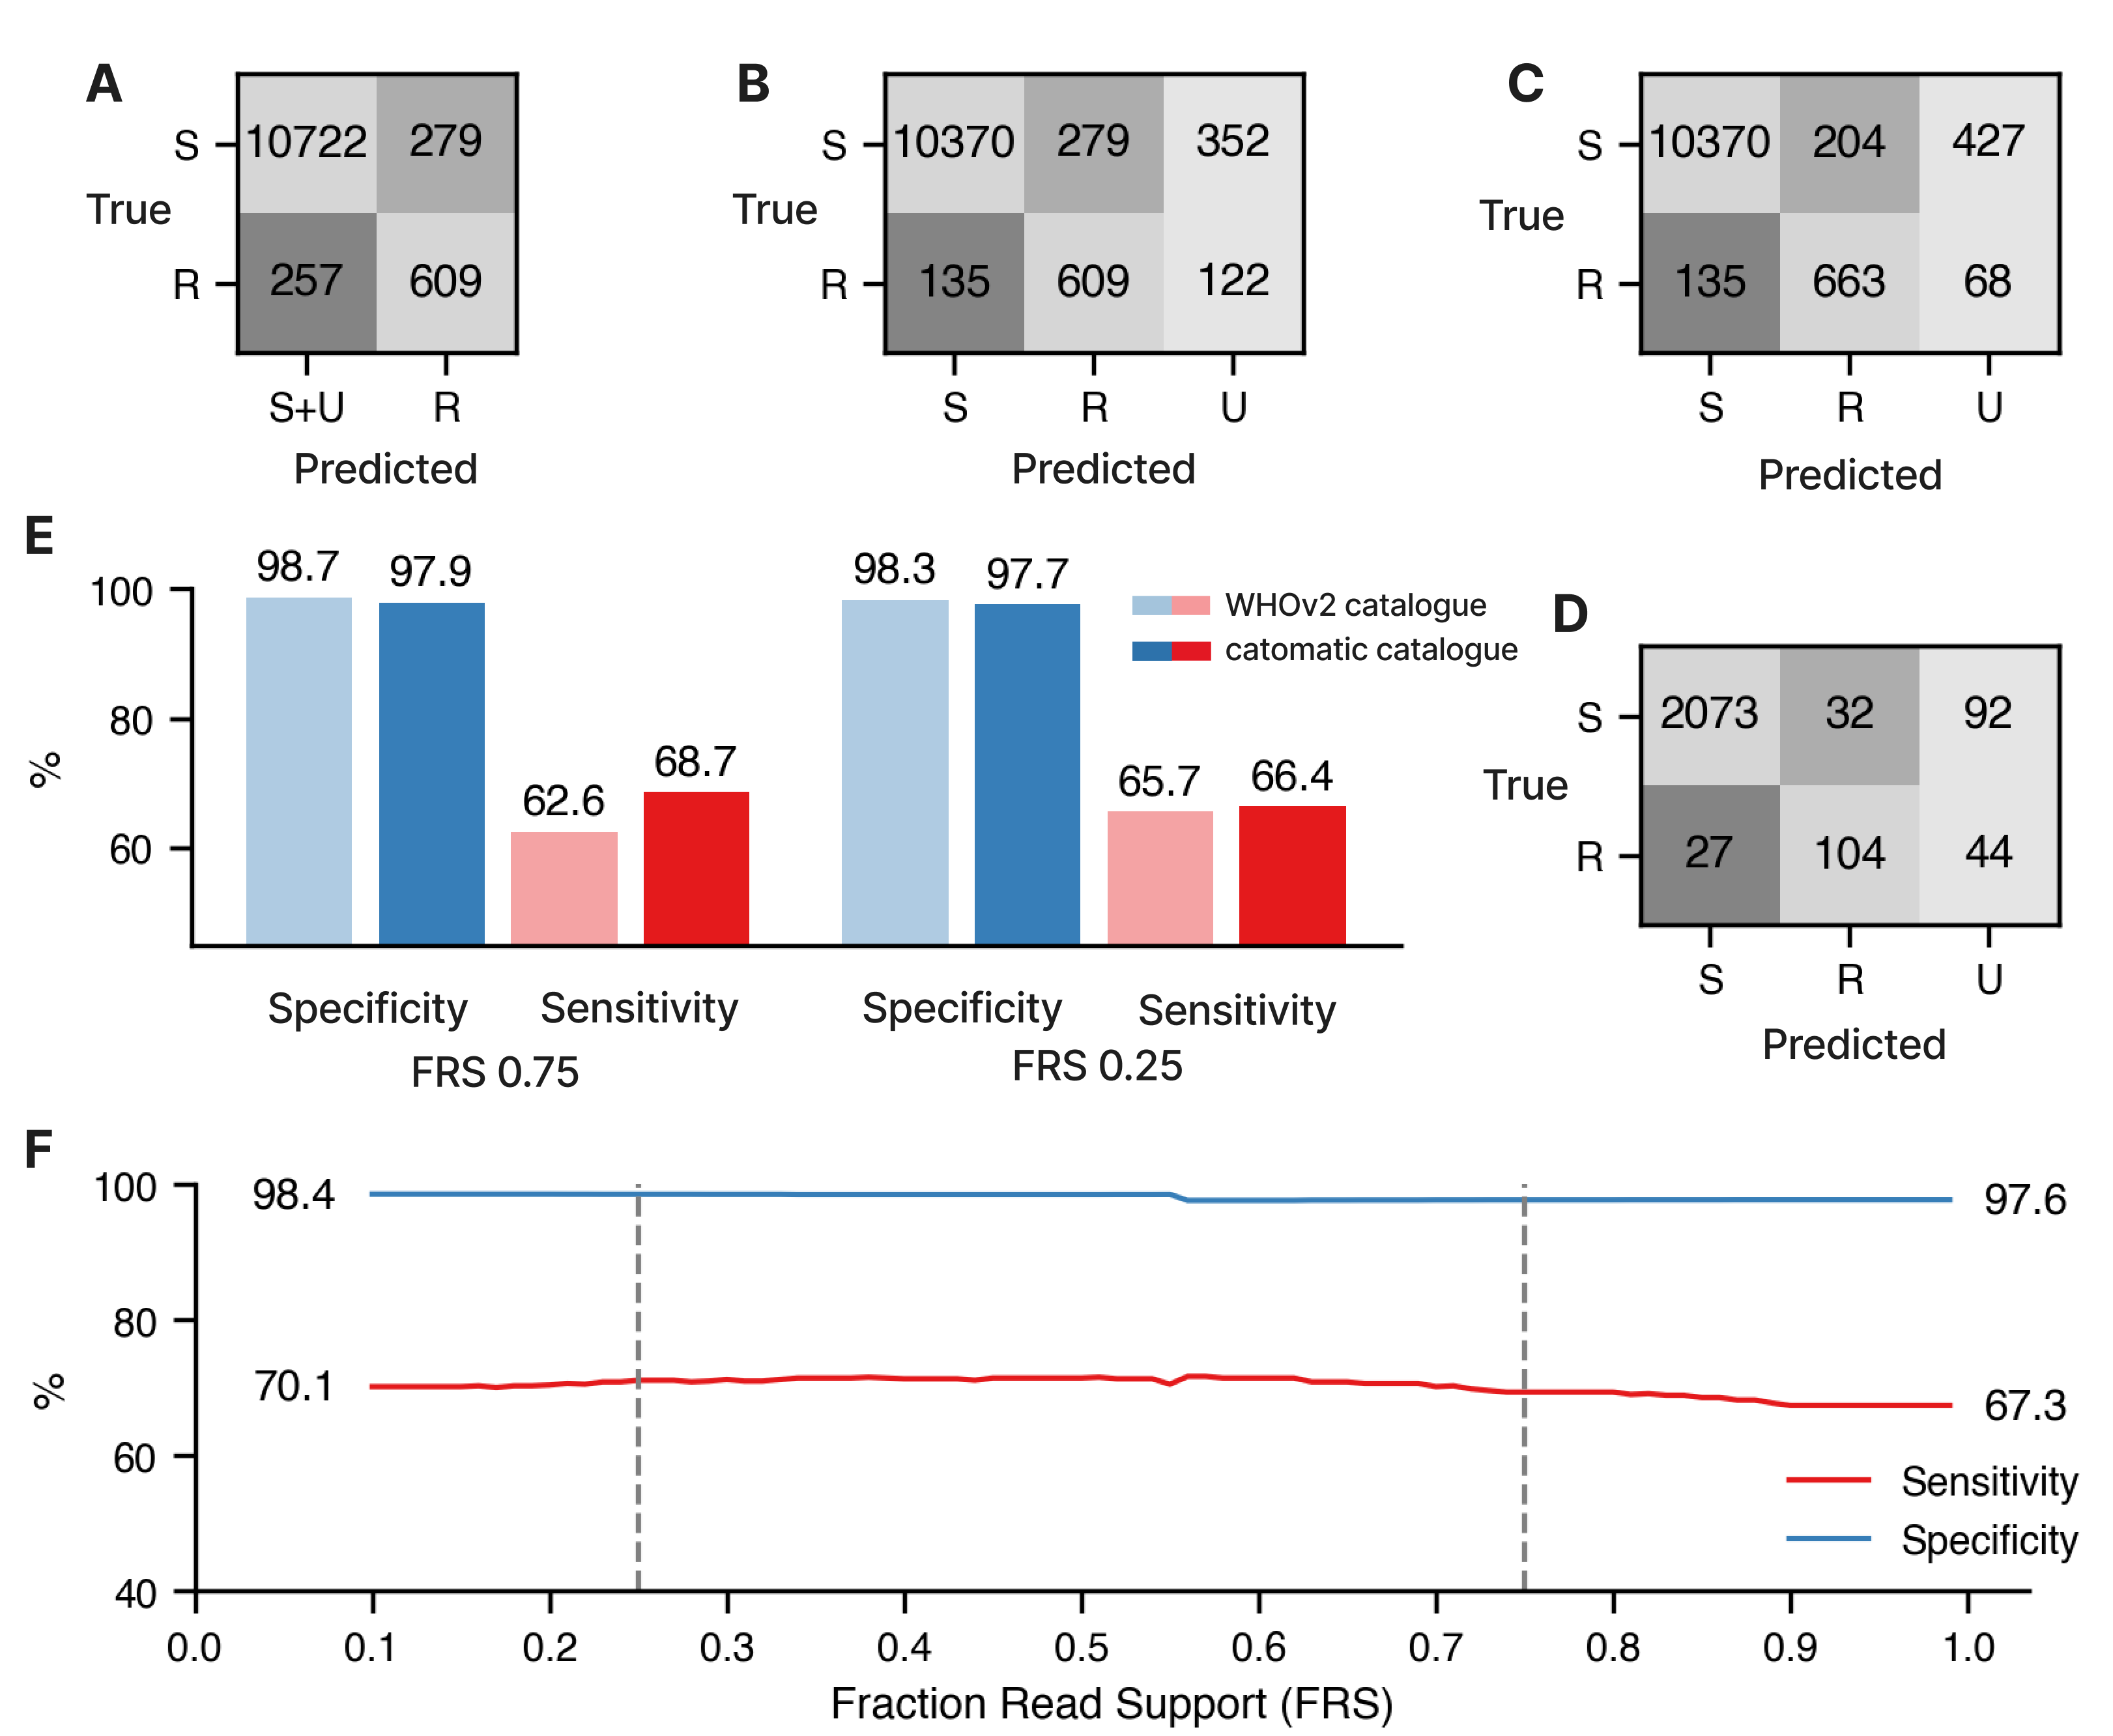 A
S
10722 279
True
R
257 609
S+U R
Predicted
B
S
10370 279 352
True
R
135 609 122
S R U
Predicted
C
S
10370 204 427
True
R
135 663 68
S R U
Predicted
E
98.7 97.9 98.3 97.7
100
80
60
%
62.6 68.7 65.7 66.4
WHOv2 catalogue
catomatic catalogue
Specificity Sensitivity Specificity Sensitivity
FRS 0.75 FRS 0.25
D
S
2073 32 92
True
R
27 104 44
S R U
Predicted
F
100
80
60
40
%
98.4 97.6
70.1 67.3
Sensitivity
Specificity
0.0 0.1 0.2 0.3 0.4 0.5 0.6 0.7 0.8 0.9 1.0
Fraction Read Support (FRS)